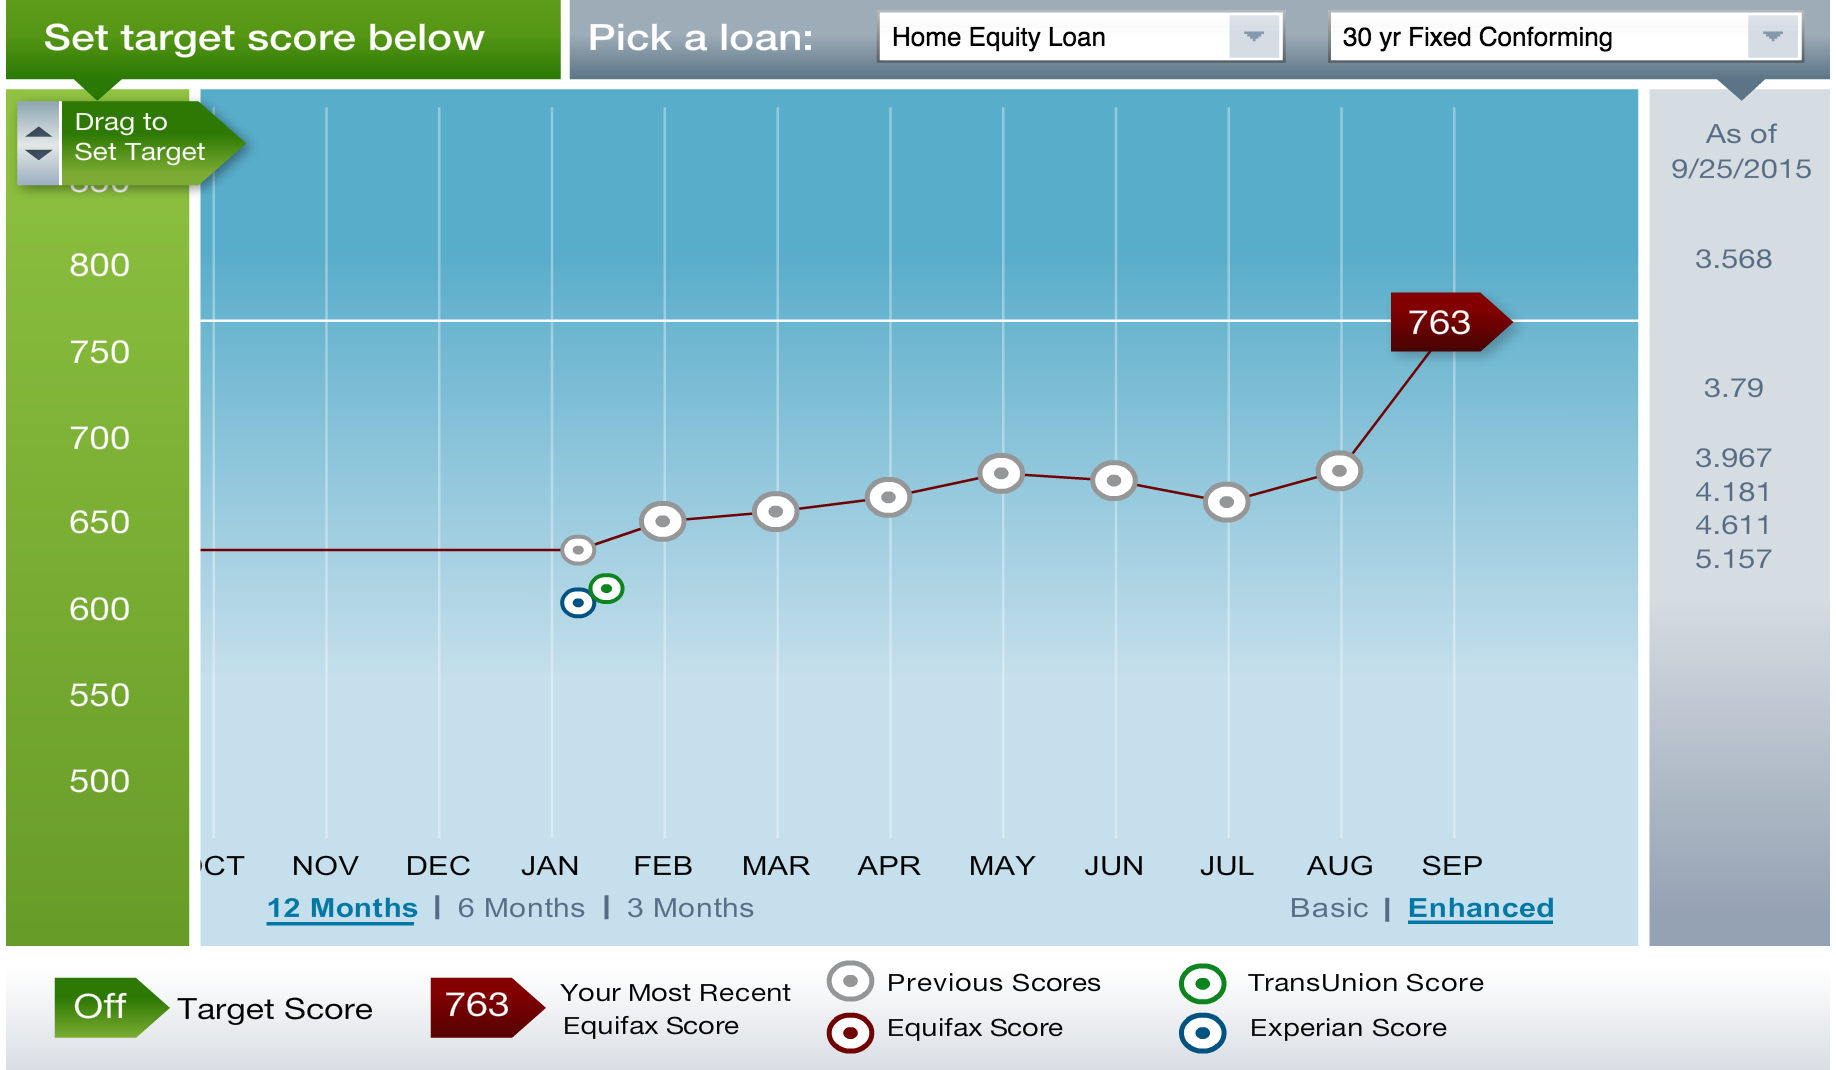 Set target score below
Pick a loan:
Home Equity Loan
30 yr Fixed Conforming
Drag to
Set Target
As of
9/25/2015
800
750
700
650
600
550
500
763
3.568
3.79
3.967
4.181
4.611
5.157
NOV DEC JAN FEB MAR APR MAY JUN JUL AUG SEP
12 Months | 6 Months | 3 Months
Basic | Enhanced
Off
Target Score
763
Your Most Recent
Equifax Score
Previous Scores
Equifax Score
TransUnion Score
Experian Score